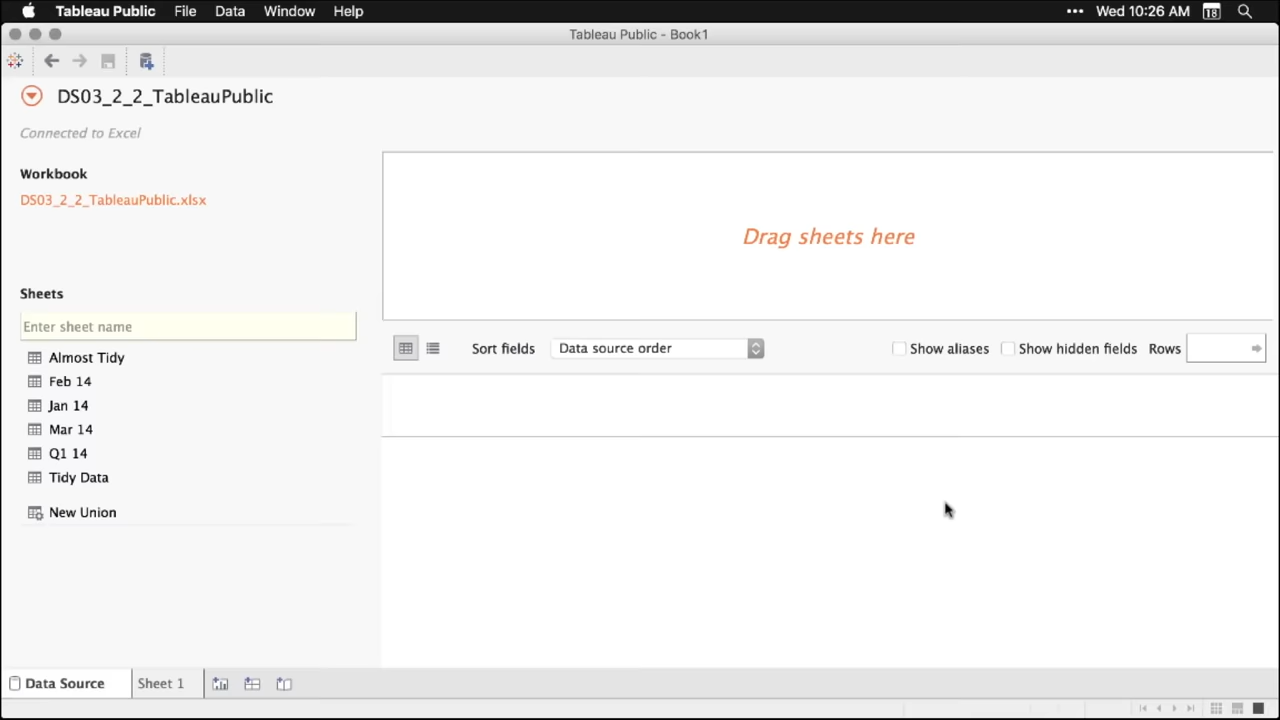 Tableau Public File Data Window Help
••• Wed 10:26 AM 18
Tableau Public - Book1
DS03_2_2_TableauPublic
Connected to Excel
Workbook
DS03_2_2_TableauPublic.xlsx
Drag sheets here
Sheets
Enter sheet name
Sort fields Data source order Show aliases Show hidden fields Rows
Almost Tidy
Feb 14
Jan 14
Mar 14
Q1 14
Tidy Data
New Union
Data Source Sheet 1